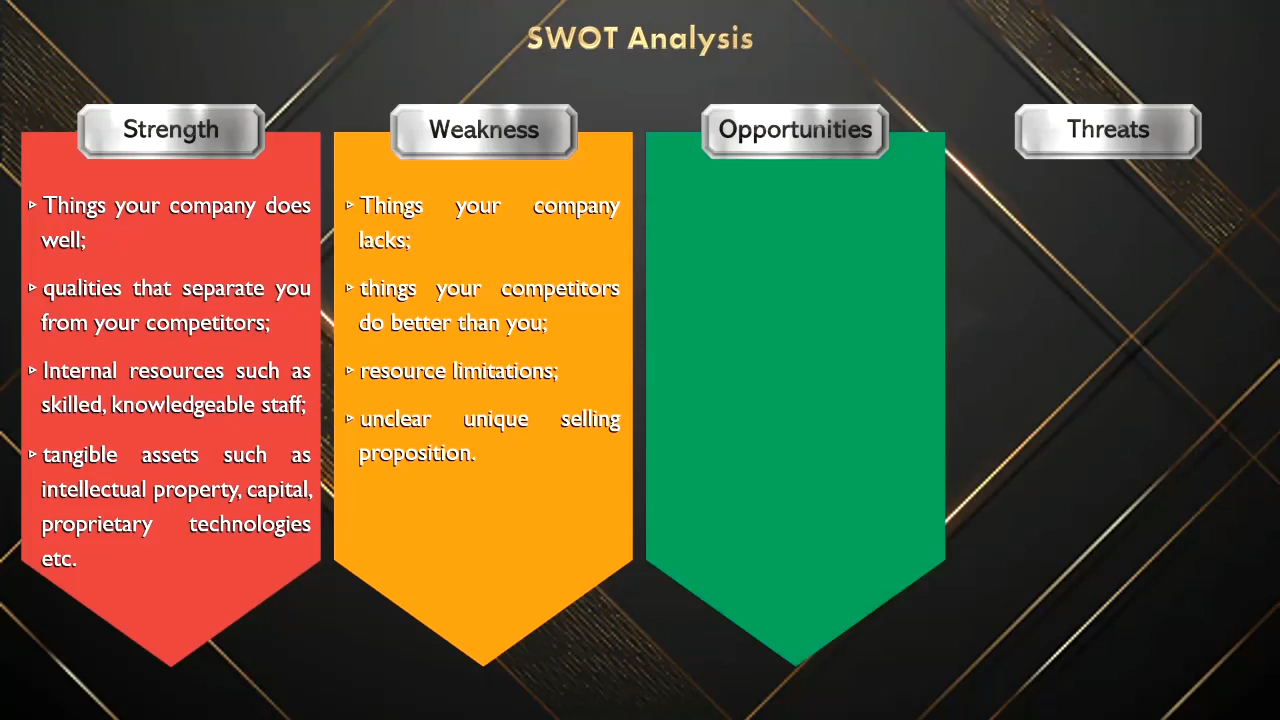 SWOT Analysis
Strength
▹Things your company does
well;
▹qualities that separate you
from your competitors;
▹Internal resources such as
skilled, knowledgeable staff;
▹tangible assets such as
intellectual property, capital,
proprietary technologies
etc.
Weakness
▹Things your company
lacks;
▹things your competitors
do better than you;
▹resource limitations;
▹unclear unique selling
proposition.
Opportunities
Threats